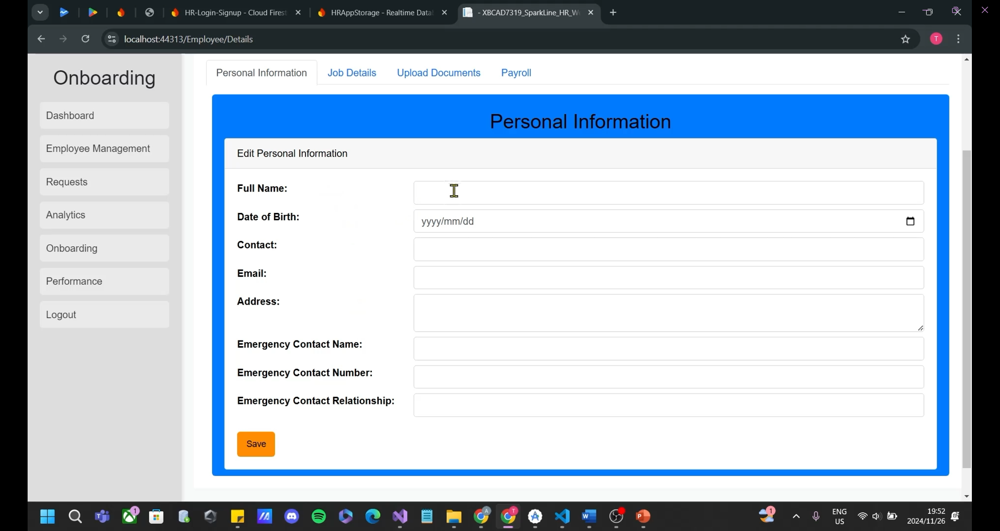 HR-Login-Signup - Cloud Firest
HRAppStorage - Realtime Data
- XBCAD7319_SparkLine_HR_W
localhost:44313/Employee/Details
T
Onboarding
Dashboard
Employee Management
Requests
Analytics
Onboarding
Performance
Logout
Personal Information
Job Details
Upload Documents
Payroll
Personal Information
Edit Personal Information
Full Name:
Date of Birth:
yyyy/mm/dd
Contact:
Email:
Address:
Emergency Contact Name:
Emergency Contact Number:
Emergency Contact Relationship:
Save
1
A
T
1
ENG
US
19:52
2024/11/26